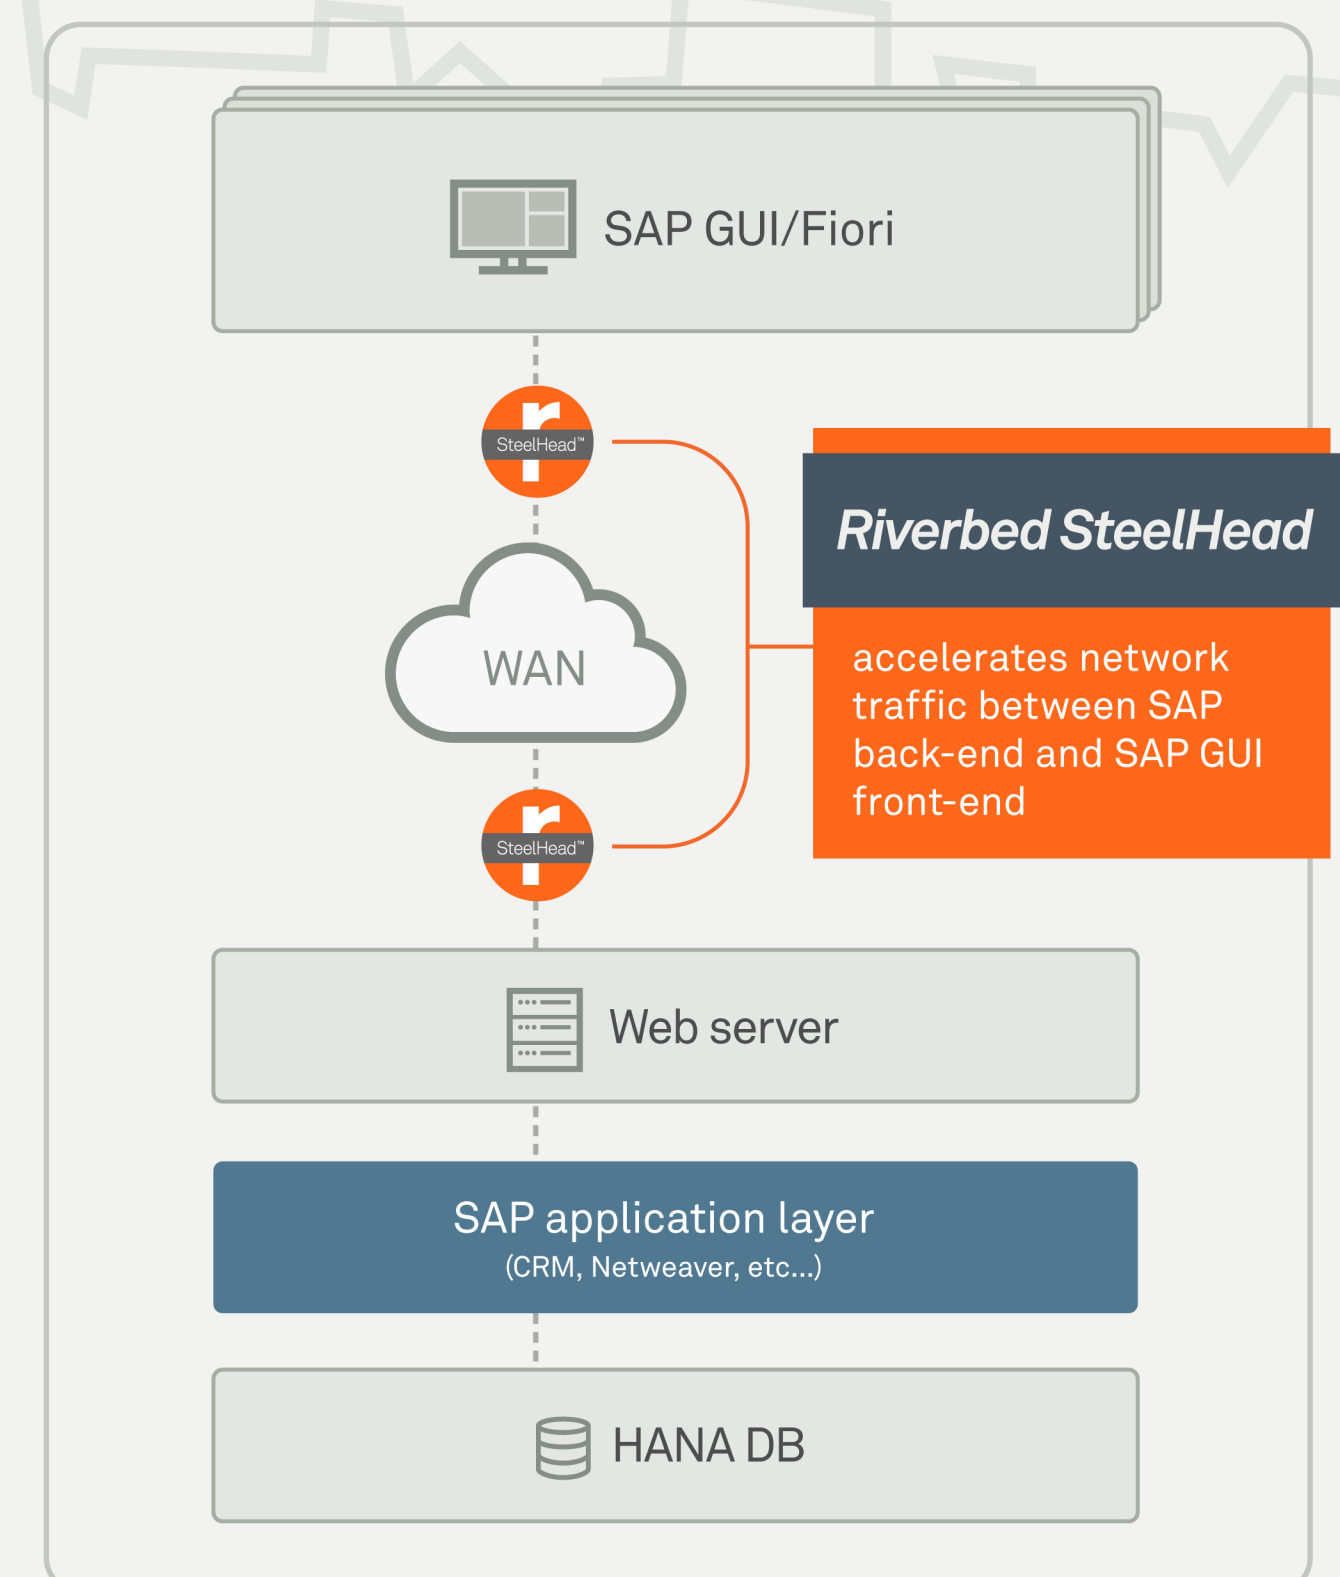 SAP GUI/Fiori
SteelHead™
Riverbed SteelHead
accelerates network
traffic between SAP
back-end and SAP GUI
front-end
WAN
SteelHead™
Web server
SAP application layer
(CRM, Netweaver, etc...)
HANA DB